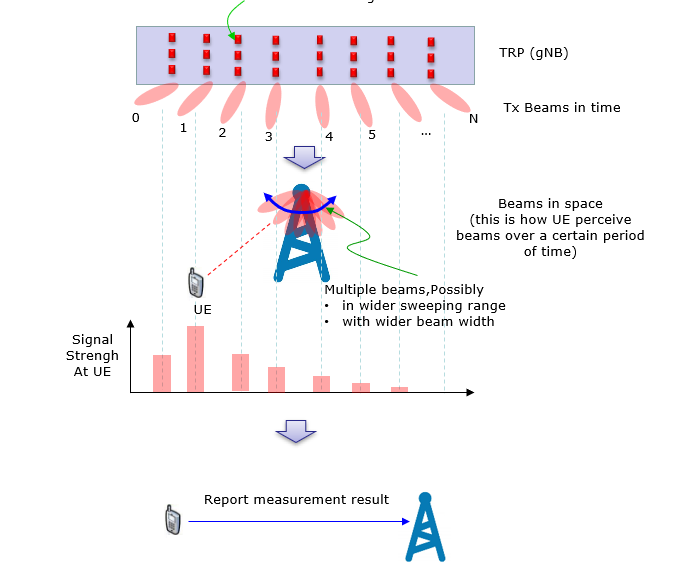 TRP (gNB)
Tx Beams in time
0
1
2
3
4
5
...
N
Beams in space
(this is how UE perceive
beams over a certain period
of time)
Multiple beams,Possibly
• in wider sweeping range
• with wider beam width
UE
Signal
Strengh
At UE
Report measurement result